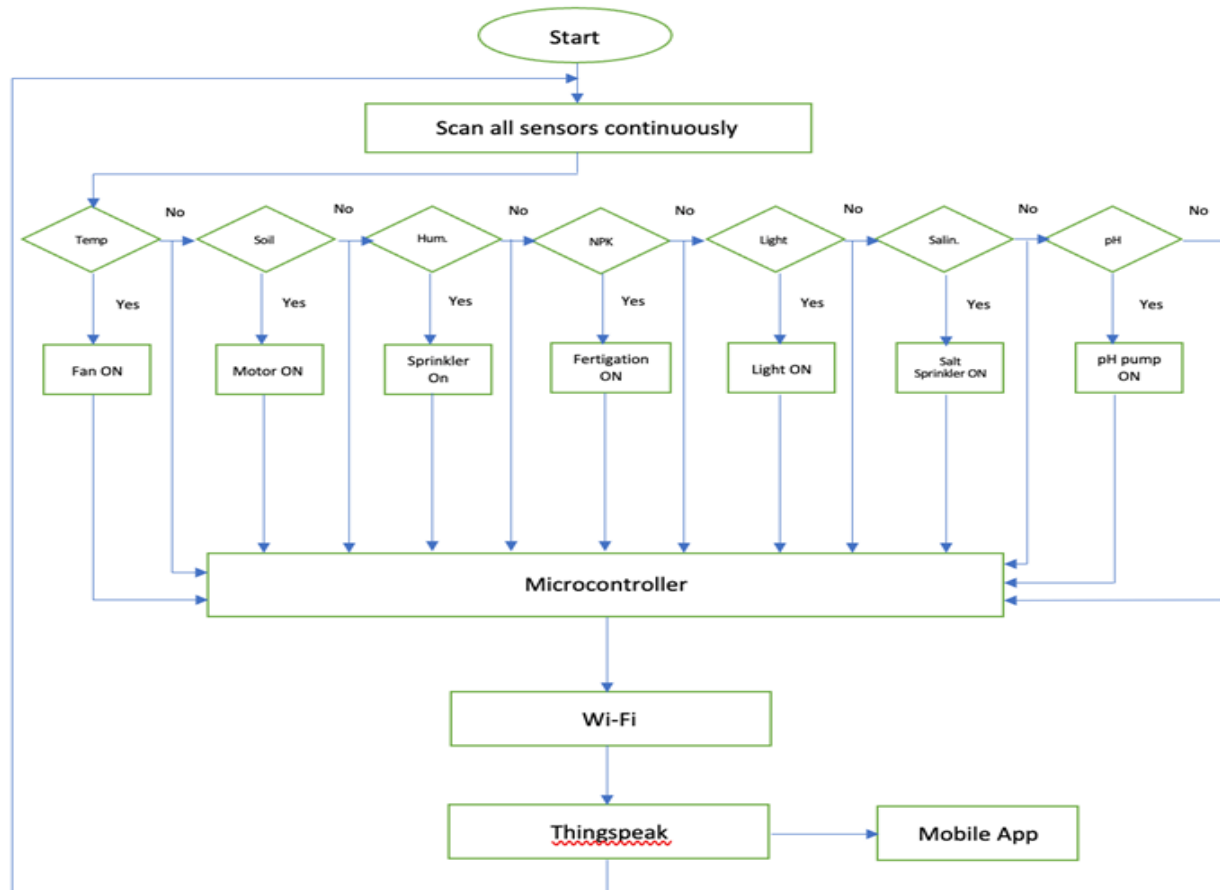 Start
Scan all sensors continuously
No
No
No
No
No
No
No
Temp
Soil
Hum.
NPK
Light
Salin.
pH
Yes
Yes
Yes
Yes
Yes
Yes
Yes
Fan ON
Motor ON
Sprinkler
On
Fertigation
ON
Light ON
Salt
Sprinkler ON
pH pump
ON
Microcontroller
Wi-Fi
Thingspeak
Mobile App